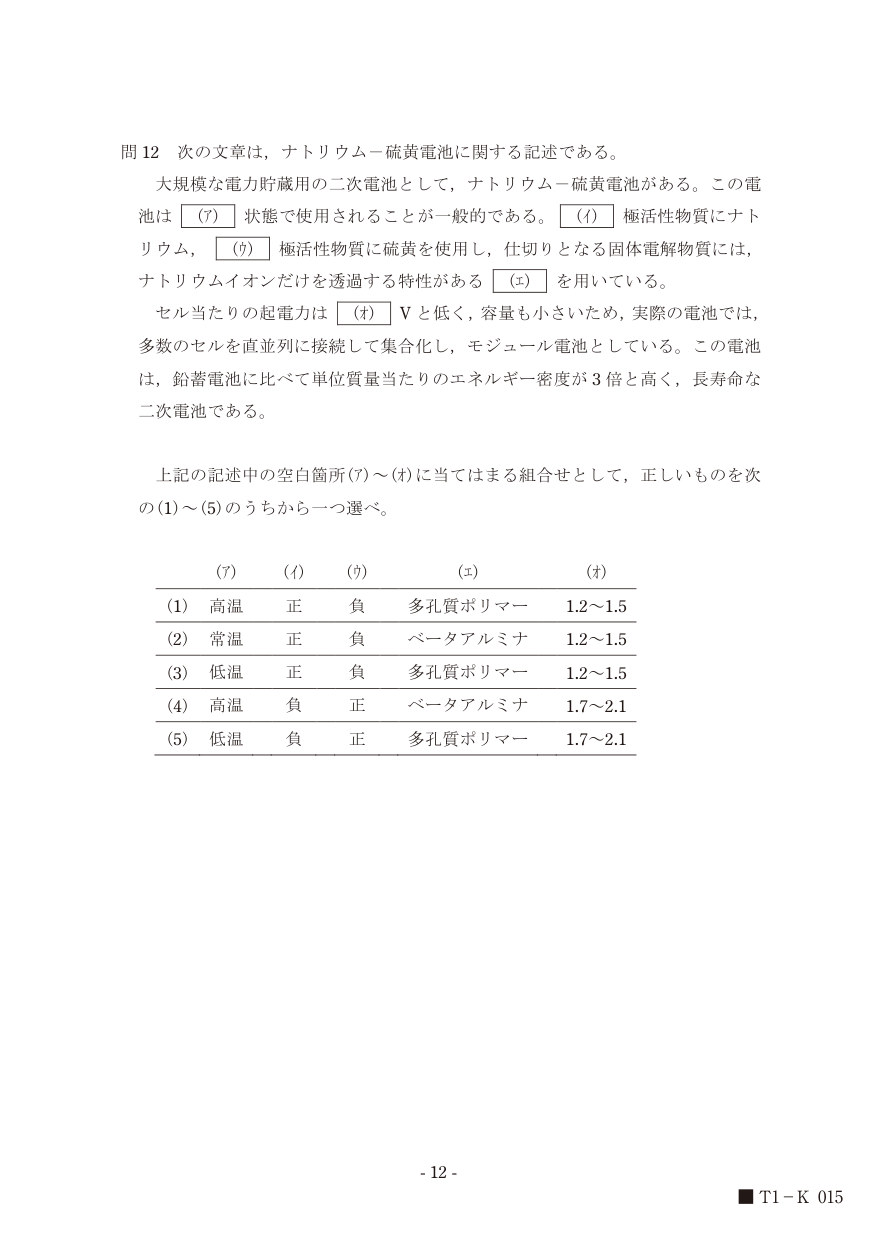 問 12　次の文章は，ナトリウム－硫黄電池に関する記述である。
大規模な電力貯蔵用の二次電池として，ナトリウム－硫黄電池がある。この電
池は (ア) 状態で使用されることが一般的である。 (イ) 極活性物質にナト
リウム， (ウ) 極活性物質に硫黄を使用し，仕切りとなる固体電解物質には，
ナトリウムイオンだけを透過する特性がある (エ) を用いている。
セル当たりの起電力は (オ) V と低く，容量も小さいため，実際の電池では，
多数のセルを直並列に接続して集合化し，モジュール電池としている。この電池
は，鉛蓄電池に比べて単位質量当たりのエネルギー密度が 3 倍と高く，長寿命な
二次電池である。
上記の記述中の空白箇所(ア)～(オ)に当てはまる組合せとして，正しいものを次
の(1)～(5)のうちから一つ選べ。
(ア) (イ) (ウ) (エ) (オ)
(1) 高温 正 負 多孔質ポリマー 1.2～1.5
(2) 常温 正 負 ベータアルミナ 1.2～1.5
(3) 低温 正 負 多孔質ポリマー 1.2～1.5
(4) 高温 負 正 ベータアルミナ 1.7～2.1
(5) 低温 負 正 多孔質ポリマー 1.7～2.1
- 12 -
■ T1－K 015